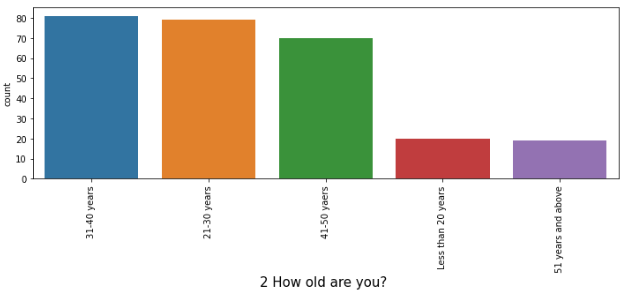 80
70
60
50
40
30
20
10
0
count
31-40 years
21-30 years
41-50 yaers
Less than 20 years
51 years and above
2 How old are you?